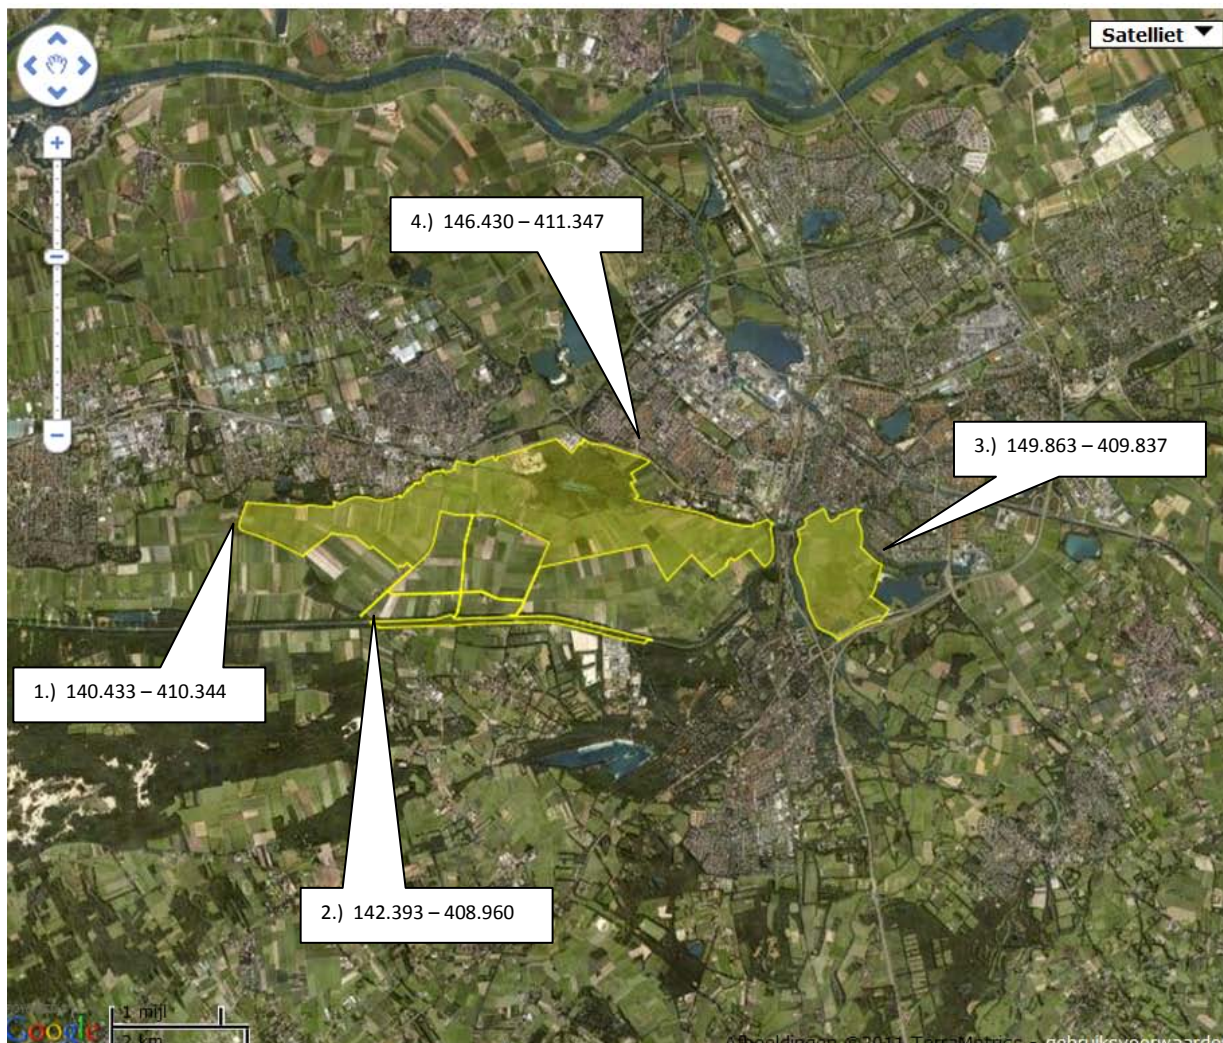 Satelliet
4.) 146.430 – 411.347
3.) 149.863 – 409.837
1.) 140.433 – 410.344
2.) 142.393 – 408.960
1 mijl
2 km
Google
Afbeeldingen ©2011 TerraMetrics - gebruiksvoorwaarde